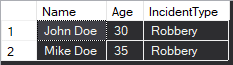 Name Age IncidentType
1 John Doe 30 Robbery
2 Mike Doe 35 Robbery